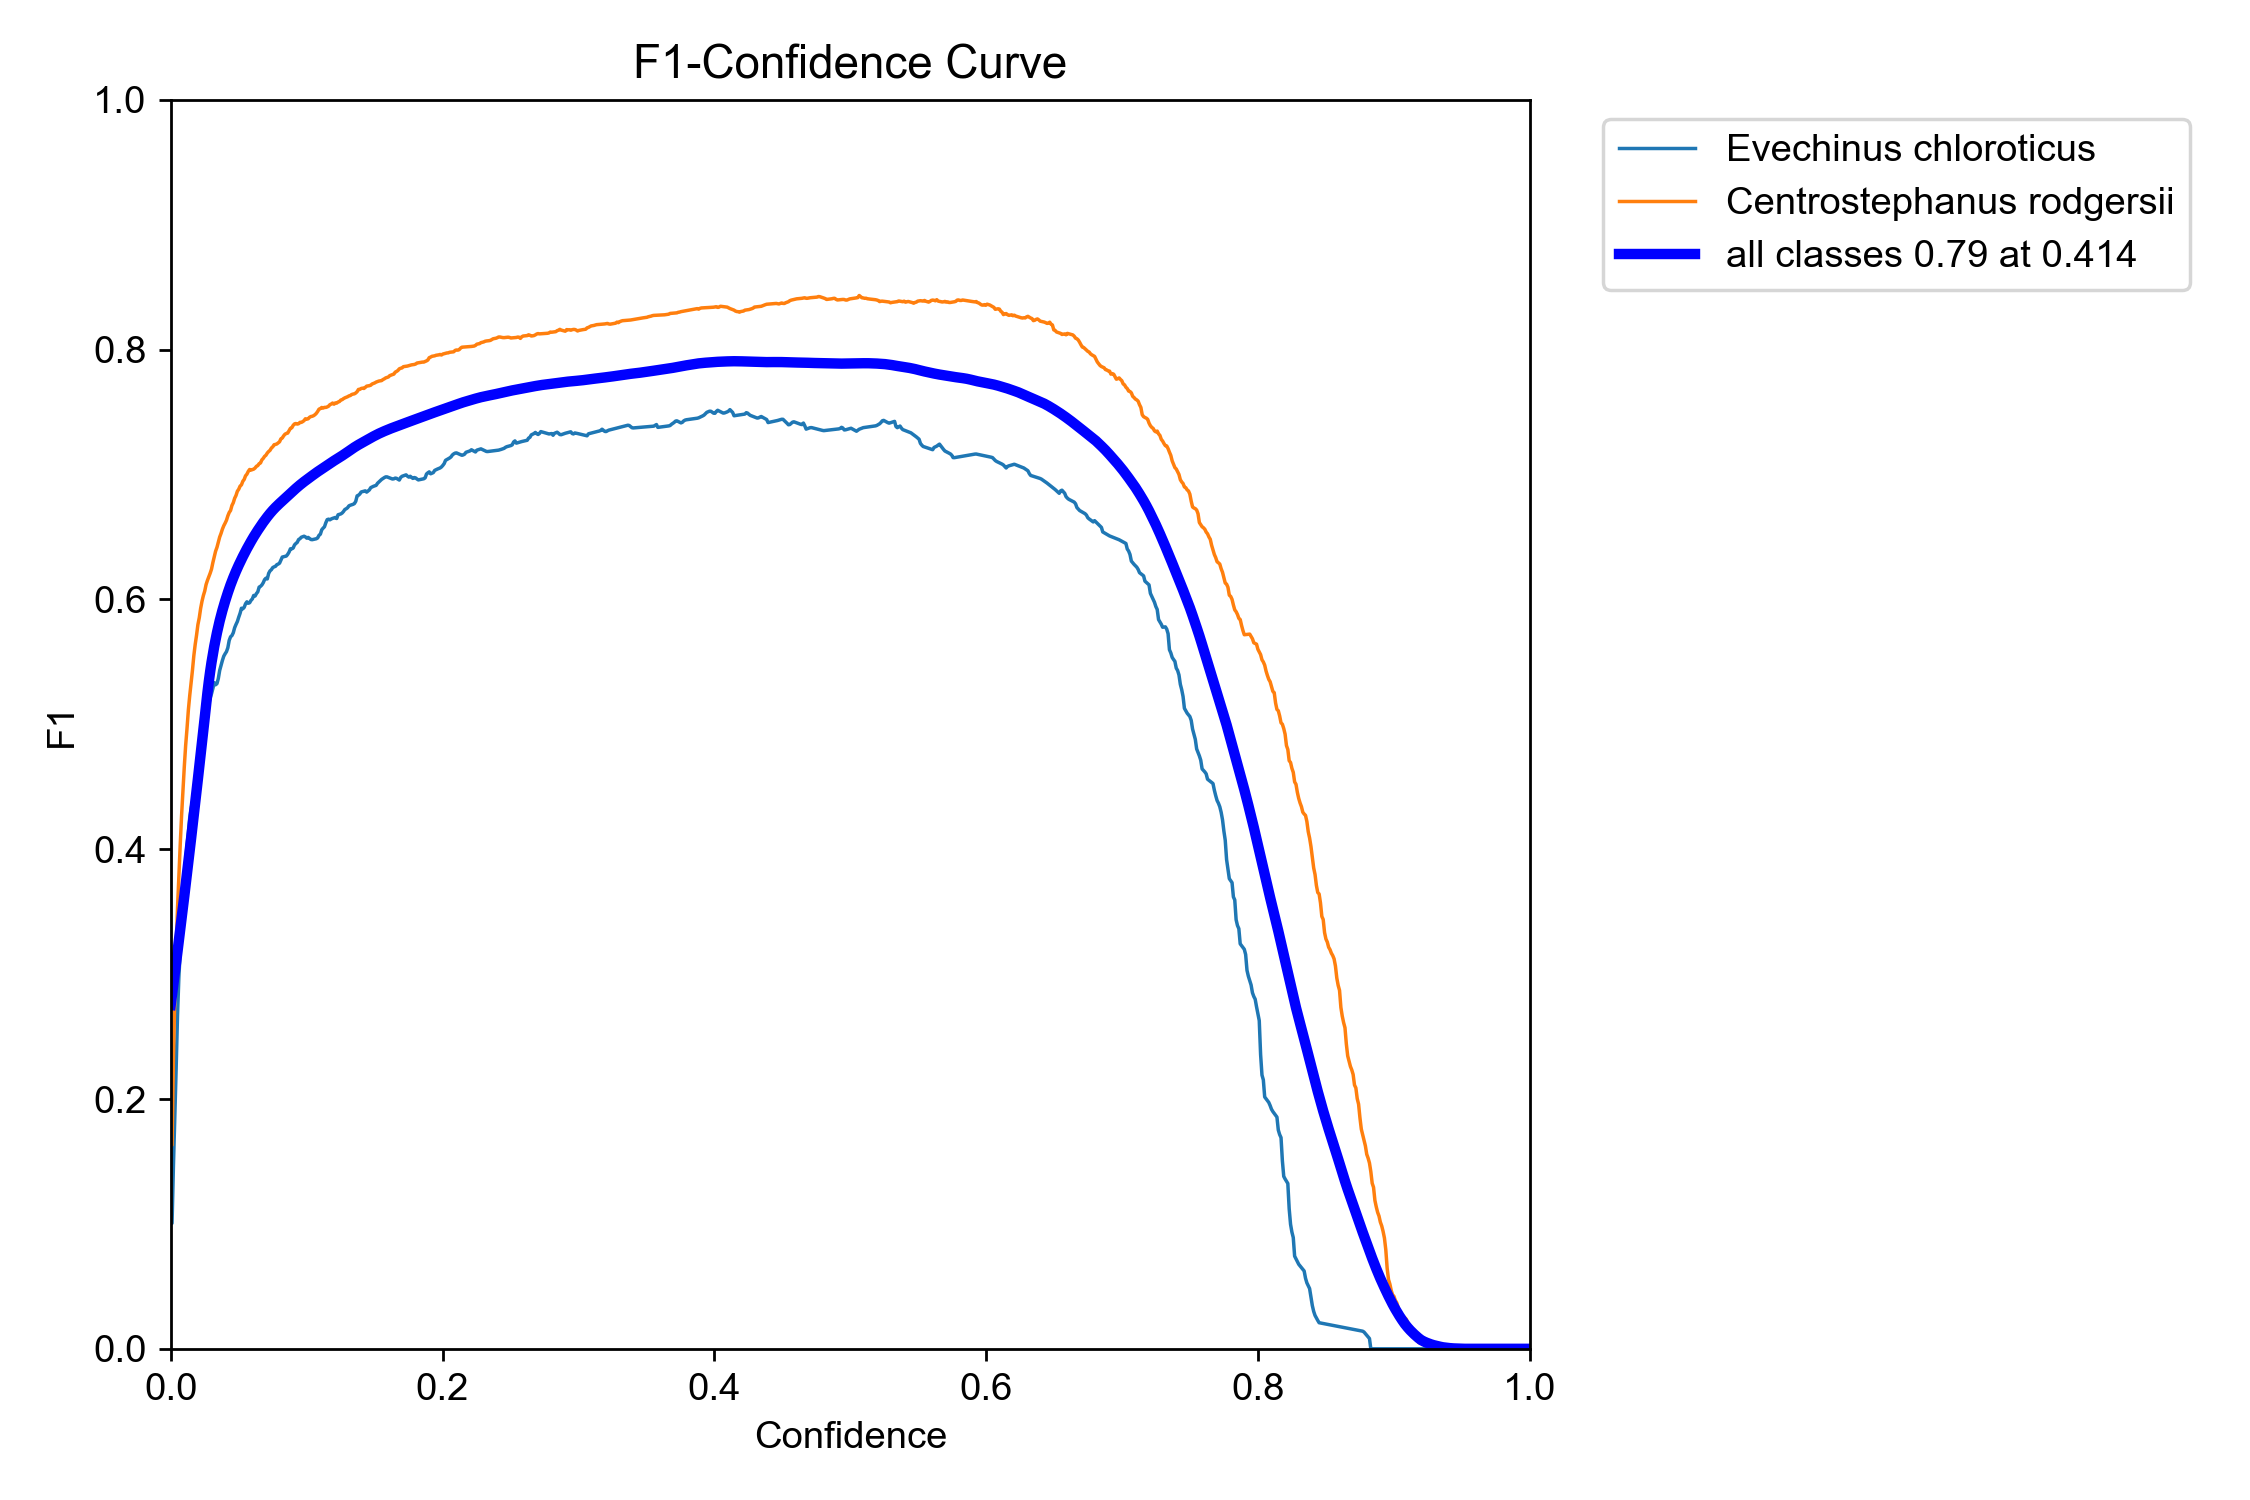 F1-Confidence Curve
1.0
0.8
0.6
0.4
0.2
0.0
F1
0.0 0.2 0.4 0.6 0.8 1.0
Confidence
Evechinus chloroticus
Centrostephanus rodgersii
all classes 0.79 at 0.414